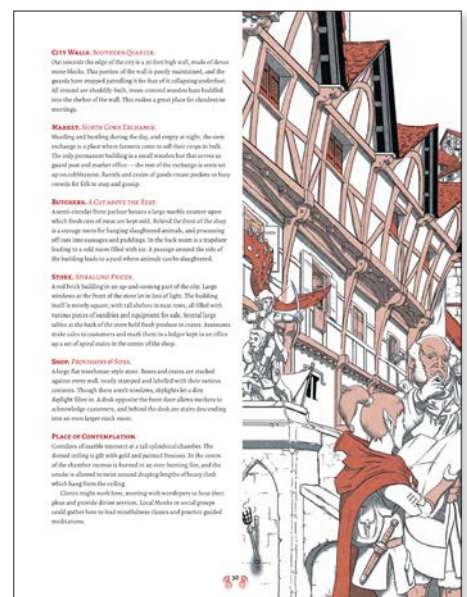 CITY WALLS. SOUTHERN QUARTER.
Out towards the edge of the city is a 20 foot high wall, made of dense
stone blocks. This portion of the wall is poorly maintained, and the
guards have stopped patrolling it for fear of it collapsing underfoot.
All around are shoddily-built, moss-covered wooden huts huddled
into the shelter of the wall. This makes a great place for clandestine
meetings.
MARKET. NORTH CORN EXCHANGE.
Hustling and bustling during the day, and empty at night, the corn
exchange is a place where farmers come to sell their crops in bulk.
The only permanent building is a small wooden hut that serves as
guard post and market office — the rest of the exchange is tents set
up on cobblestone. Barrels and crates of goods create pockets in busy
crowds for folk to stop and gossip.
BUTCHERS. A CUT ABOVE THE REST.
A semi-circular front parlour houses a large marble counter upon
which fresh cuts of meat are kept cold. Behind the front of the shop
is a storage room for hanging slaughtered animals, and processing
off cuts into sausages and puddings. In the back room is a trapdoor
leading to a cold room filled with ice. A passage around the side of
the building leads to a yard where animals can be slaughtered.
STORE. SPIRALLING PRICES.
A red brick building in an up-and-coming part of the city. Large
windows at the front of the store let in lots of light. The building
itself is mostly square, with tall shelves in neat rows, all filled with
various pieces of sundries and equipment for sale. Several large
tables at the back of the store hold fresh produce in crates. Assistants
make sales to customers and mark them in a ledger kept in an office
up a set of spiral stairs in the centre of the shop.
SHOP. PROVISIONS & SONS.
A large flat warehouse-style store. Boxes and crates are stacked
against every wall, neatly stamped and labelled with their various
contents. Though there aren't windows, skylights let a dim
daylight filter in. A desk opposite the front door allows workers to
acknowledge customers, and behind the desk are stairs descending
into an even larger stock room.
PLACE OF CONTEMPLATION.
Corridors of marble intersect at a tall cylindrical chamber. The
domed ceiling is gilt with gold and painted frescoes. In the centre
of the chamber incense is burned in an ever-burning fire, and the
smoke is allowed to twist around draping lengths of heavy cloth
which hang from the ceiling.
Clerics might work here, meeting with worshipers to hear their
pleas and provide divine services. Local Monks or social groups
could gather here to lead mindfulness classes and practice guided
meditations.
32